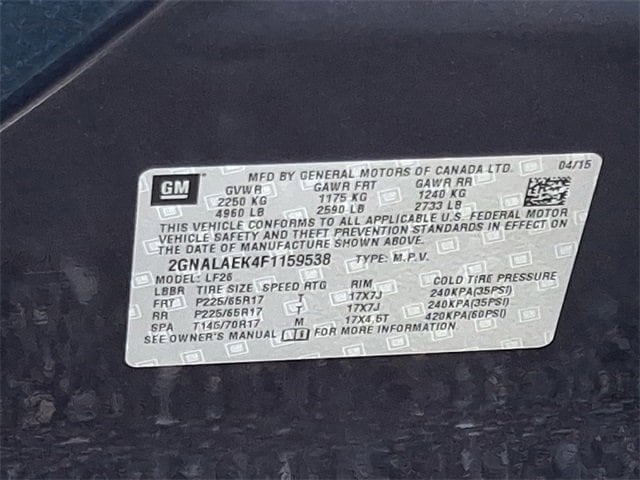 GM
MFD BY GENERAL MOTORS OF CANADA LTD. 04/15
GVWR GAWR FRT GAWR RR
2250 KG 1175 KG 1240 KG
4960 LB 2590 LB 2733 LB
THIS VEHICLE CONFORMS TO ALL APPLICABLE U.S. FEDERAL MOTOR
VEHICLE SAFETY AND THEFT PREVENTION STANDARDS IN EFFECT ON
THE DATE OF MANUFACTURE SHOWN ABOVE.
2GNALAEK4F1159538 TYPE: M.P.V.
MODEL: LF26
LBBR TIRE SIZE SPEED RTG RIM COLD TIRE PRESSURE
FRT P225/65R17 T 17X7J 240KPA(35PSI)
RR P225/65R17 T 17X7J 240KPA(35PSI)
SPA T145/70R17 M 17X4.5T 420KPA(60PSI)
SEE OWNER'S MANUAL FOR MORE INFORMATION.